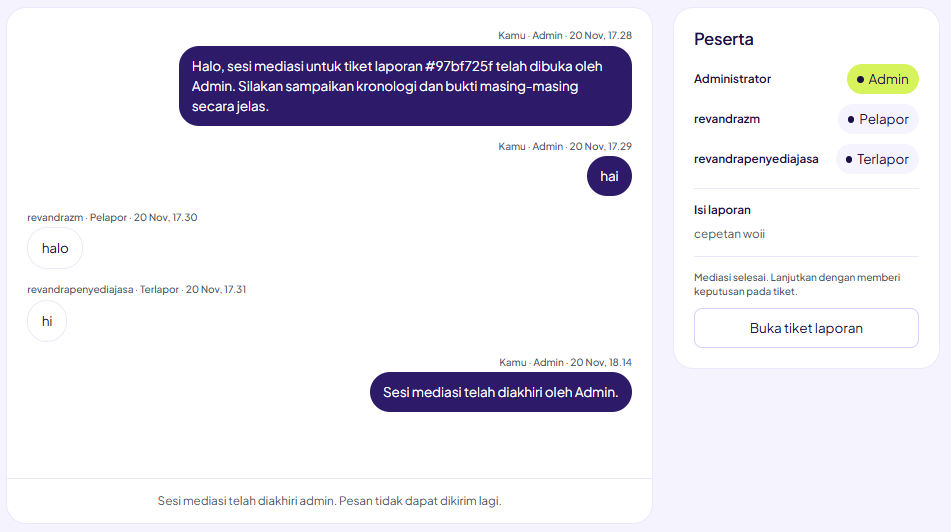 Kamu · Admin · 20 Nov, 17.28
Halo, sesi mediasi untuk tiket laporan #97bf725f telah dibuka oleh
Admin. Silakan sampaikan kronologi dan bukti masing-masing
secara jelas.
Kamu · Admin · 20 Nov, 17.29
hai
revandrazm · Pelapor · 20 Nov, 17.30
halo
revandrapenyediajasa · Terlapor · 20 Nov, 17.31
hi
Kamu · Admin · 20 Nov, 18.14
Sesi mediasi telah diakhiri oleh Admin.
Sesi mediasi telah diakhiri admin. Pesan tidak dapat dikirim lagi.
Peserta
Administrator
Admin
revandrazm
Pelapor
revandrapenyediajasa
Terlapor
Isi laporan
cepetan woii
Mediasi selesai. Lanjutkan dengan memberi
keputusan pada tiket.
Buka tiket laporan